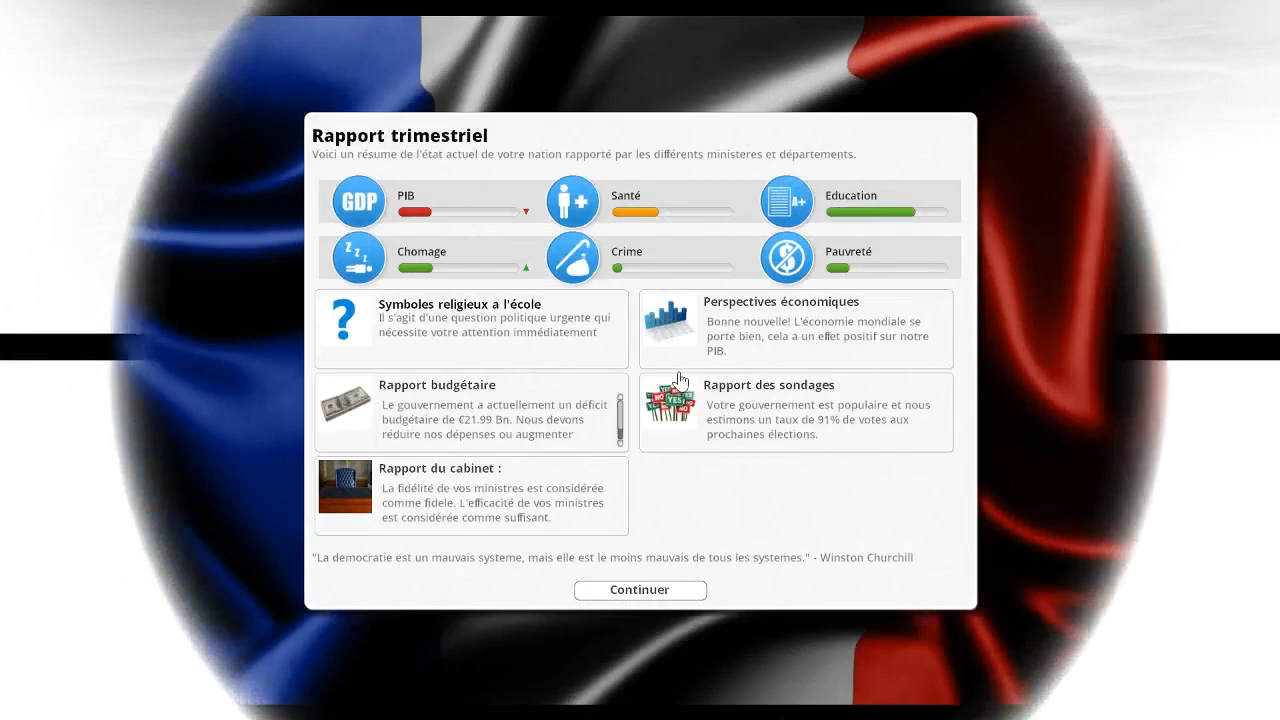 Rapport trimestriel
Voici un résume de l'état actuel de votre nation rapporté par les différents ministeres et départements.
GDP PIB Santé A+ Education
Chomage Crime Pauvreté
Symboles religieux a l'école
Il s'agit d'une question politique urgente qui
nécessite votre attention immédiatement
Perspectives économiques
Bonne nouvelle! L'économie mondiale se
porte bien, cela a un effet positif sur notre
PIB.
Rapport budgétaire
Le gouvernement a actuellement un déficit
budgétaire de €21.99 Bn. Nous devons
réduire nos dépenses ou augmenter
Rapport des sondages
Votre gouvernement est populaire et nous
estimons un taux de 91% de votes aux
prochaines élections.
Rapport du cabinet :
La fidélité de vos ministres est considérée
comme fidele. L'efficacité de vos ministres
est considérée comme suffisant.
"La democratie est un mauvais systeme, mais elle est le moins mauvais de tous les systemes." - Winston Churchill
Continuer